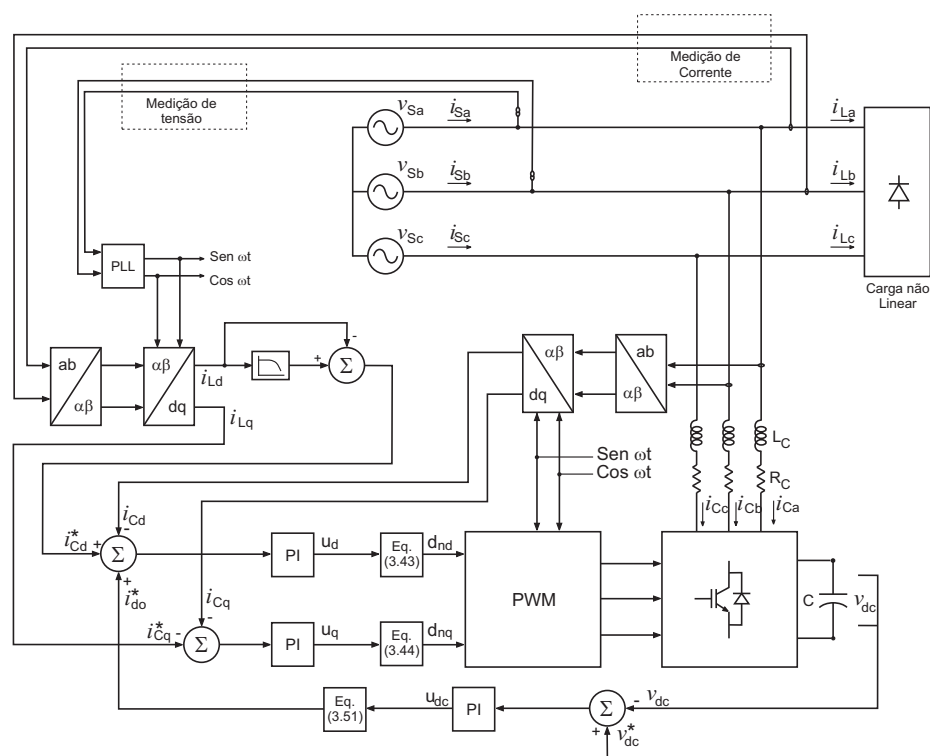 Medição de
Corrente
Medição de
tensão
vSa
iSa
iLa
vSb
iSb
iLb
vSc
iSc
iLc
Carga não
Linear
PLL
Sen ωt
Cos ωt
ab
αβ
αβ
dq
iLd
iLq
-
+
Σ
αβ
dq
ab
αβ
Sen ωt
Cos ωt
LC
RC
iCc
iCb
iCa
iCd
-
i*Cd
+
Σ
+
i*do
PI
ud
Eq.
(3.43)
dnd
PWM
C
vdc
iCq
-
i*Cq
-
Σ
PI
uq
Eq.
(3.44)
dnq
Eq.
(3.51)
udc
PI
Σ
-
vdc
+
vdc*